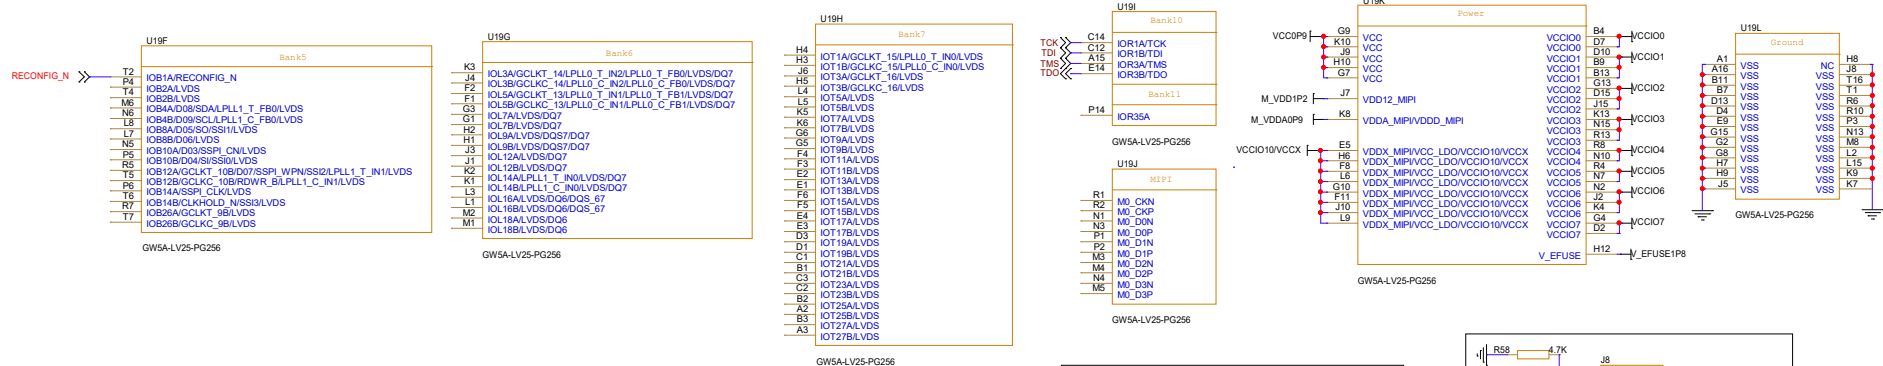 U19F
Bank5
RECONFIG_N
T2 IOB1A/RECONFIG_N
P4 IOB2A/LVDS
T4 IOB2B/LVDS
M6 IOB4A/D08/SDA/LPLL1_T_FB0/LVDS
N6 IOB4B/D09/SCL/LPLL1_C_FB0/LVDS
L8 IOB8A/D05/SO/SSI1/LVDS
L7 IOB8B/D06/LVDS
N5 IOB10A/D03/SSPI_CN/LVDS
P5 IOB10B/D04/SI/SSI0/LVDS
R5 IOB12A/GCLKT_10B/D07/SSPI_WPN/SSI2/LPLL1_T_IN1/LVDS
T5 IOB12B/GCLKC_10B/RDWR_B/LPLL1_C_IN1/LVDS
P6 IOB14A/SSPI_CLK/LVDS
T6 IOB14B/CLKHOLD_N/SSI3/LVDS
R7 IOB26A/GCLKT_9B/LVDS
T7 IOB26B/GCLKC_9B/LVDS
GW5A-LV25-PG256
U19G
Bank6
K3 IOL3A/GCLKT_14/LPLL0_T_IN2/LPLL0_T_FB0/LVDS/DQ7
J4 IOL3B/GCLKC_14/LPLL0_C_IN2/LPLL0_C_FB0/LVDS/DQ7
F2 IOL5A/GCLKT_13/LPLL0_T_IN1/LPLL0_T_FB1/LVDS/DQ7
F1 IOL5B/GCLKC_13/LPLL0_C_IN1/LPLL0_C_FB1/LVDS/DQ7
G3 IOL7A/LVDS/DQ7
G1 IOL7B/LVDS/DQ7
H2 IOL9A/LVDS/DQS7/DQ7
H1 IOL9B/LVDS/DQS7/DQ7
J3 IOL12A/LVDS/DQ7
J1 IOL12B/LVDS/DQ7
K2 IOL14A/LPLL1_T_IN0/LVDS/DQ7
K1 IOL14B/LPLL1_C_IN0/LVDS/DQ7
L3 IOL16A/LVDS/DQ6/DQS_67
L1 IOL16B/LVDS/DQ6/DQS_67
M2 IOL18A/LVDS/DQ6
M1 IOL18B/LVDS/DQ6
GW5A-LV25-PG256
U19H
Bank7
H4 IOT1A/GCLKT_15/LPLL0_T_IN0/LVDS
H3 IOT1B/GCLKC_15/LPLL0_C_IN0/LVDS
J6 IOT3A/GCLKT_16/LVDS
H5 IOT3B/GCLKC_16/LVDS
L4 IOT5A/LVDS
L5 IOT5B/LVDS
K5 IOT7A/LVDS
K6 IOT7B/LVDS
G6 IOT9A/LVDS
G5 IOT9B/LVDS
F4 IOT11A/LVDS
F3 IOT11B/LVDS
E2 IOT13A/LVDS
E1 IOT13B/LVDS
F6 IOT15A/LVDS
F5 IOT15B/LVDS
E4 IOT17A/LVDS
E3 IOT17B/LVDS
D3 IOT19A/LVDS
D1 IOT19B/LVDS
C1 IOT21A/LVDS
B1 IOT21B/LVDS
C3 IOT23A/LVDS
C2 IOT23B/LVDS
B2 IOT25A/LVDS
A2 IOT25B/LVDS
B3 IOT27A/LVDS
A3 IOT27B/LVDS
GW5A-LV25-PG256
U19I
Bank10
TCK C14 IOR1A/TCK
TDI C12 IOR1B/TDI
TMS A15 IOR3A/TMS
TDO E14 IOR3B/TDO
Bank11
P14 IOR35A
GW5A-LV25-PG256
U19J
MIPI
R1 M0_CKN
R2 M0_CKP
N1 M0_D0N
N3 M0_D0P
P1 M0_D1N
P2 M0_D1P
M3 M0_D2N
M4 M0_D2P
N4 M0_D3N
M5 M0_D3P
GW5A-LV25-PG256
U19K
Power
VCC0P9 G9 VCC
K10 VCC
J9 VCC
H10 VCC
G7 VCC
M_VDD1P2 J7 VDD12_MIPI
M_VDDA0P9 K8 VDDA_MIPI/VDDD_MIPI
VCCIO10/VCCX E5 VDDX_MIPI/VCC_LDO/VCCIO10/VCCX
H6 VDDX_MIPI/VCC_LDO/VCCIO10/VCCX
F8 VDDX_MIPI/VCC_LDO/VCCIO10/VCCX
L6 VDDX_MIPI/VCC_LDO/VCCIO10/VCCX
G10 VDDX_MIPI/VCC_LDO/VCCIO10/VCCX
F11 VDDX_MIPI/VCC_LDO/VCCIO10/VCCX
J10 VDDX_MIPI/VCC_LDO/VCCIO10/VCCX
L9 VDDX_MIPI/VCC_LDO/VCCIO10/VCCX
VCCIO0 B4 VCCIO0
VCCIO0 D7
VCCIO1 D10 VCCIO1
VCCIO1 B9
VCCIO1 B13
VCCIO2 G13 VCCIO2
VCCIO2 D15
VCCIO2 J15
VCCIO3 K13 VCCIO3
VCCIO3 N15
VCCIO3 R13
VCCIO4 R8 VCCIO4
VCCIO4 N10
VCCIO5 R4 VCCIO5
VCCIO5 N7
VCCIO6 N2 VCCIO6
VCCIO6 J2
VCCIO6 K4
VCCIO7 G4 VCCIO7
VCCIO7 D2
V_EFUSE H12 V_EFUSE1P8
GW5A-LV25-PG256
U19L
Ground
A1 VSS NC H8
A16 VSS VSS J8
B11 VSS VSS T16
B7 VSS VSS T1
D13 VSS VSS R6
D4 VSS VSS R10
E9 VSS VSS P3
G15 VSS VSS N13
G2 VSS VSS M8
G8 VSS VSS L2
H7 VSS VSS L15
H9 VSS VSS K9
J5 VSS VSS K7
GW5A-LV25-PG256
R58 4.7K
J8